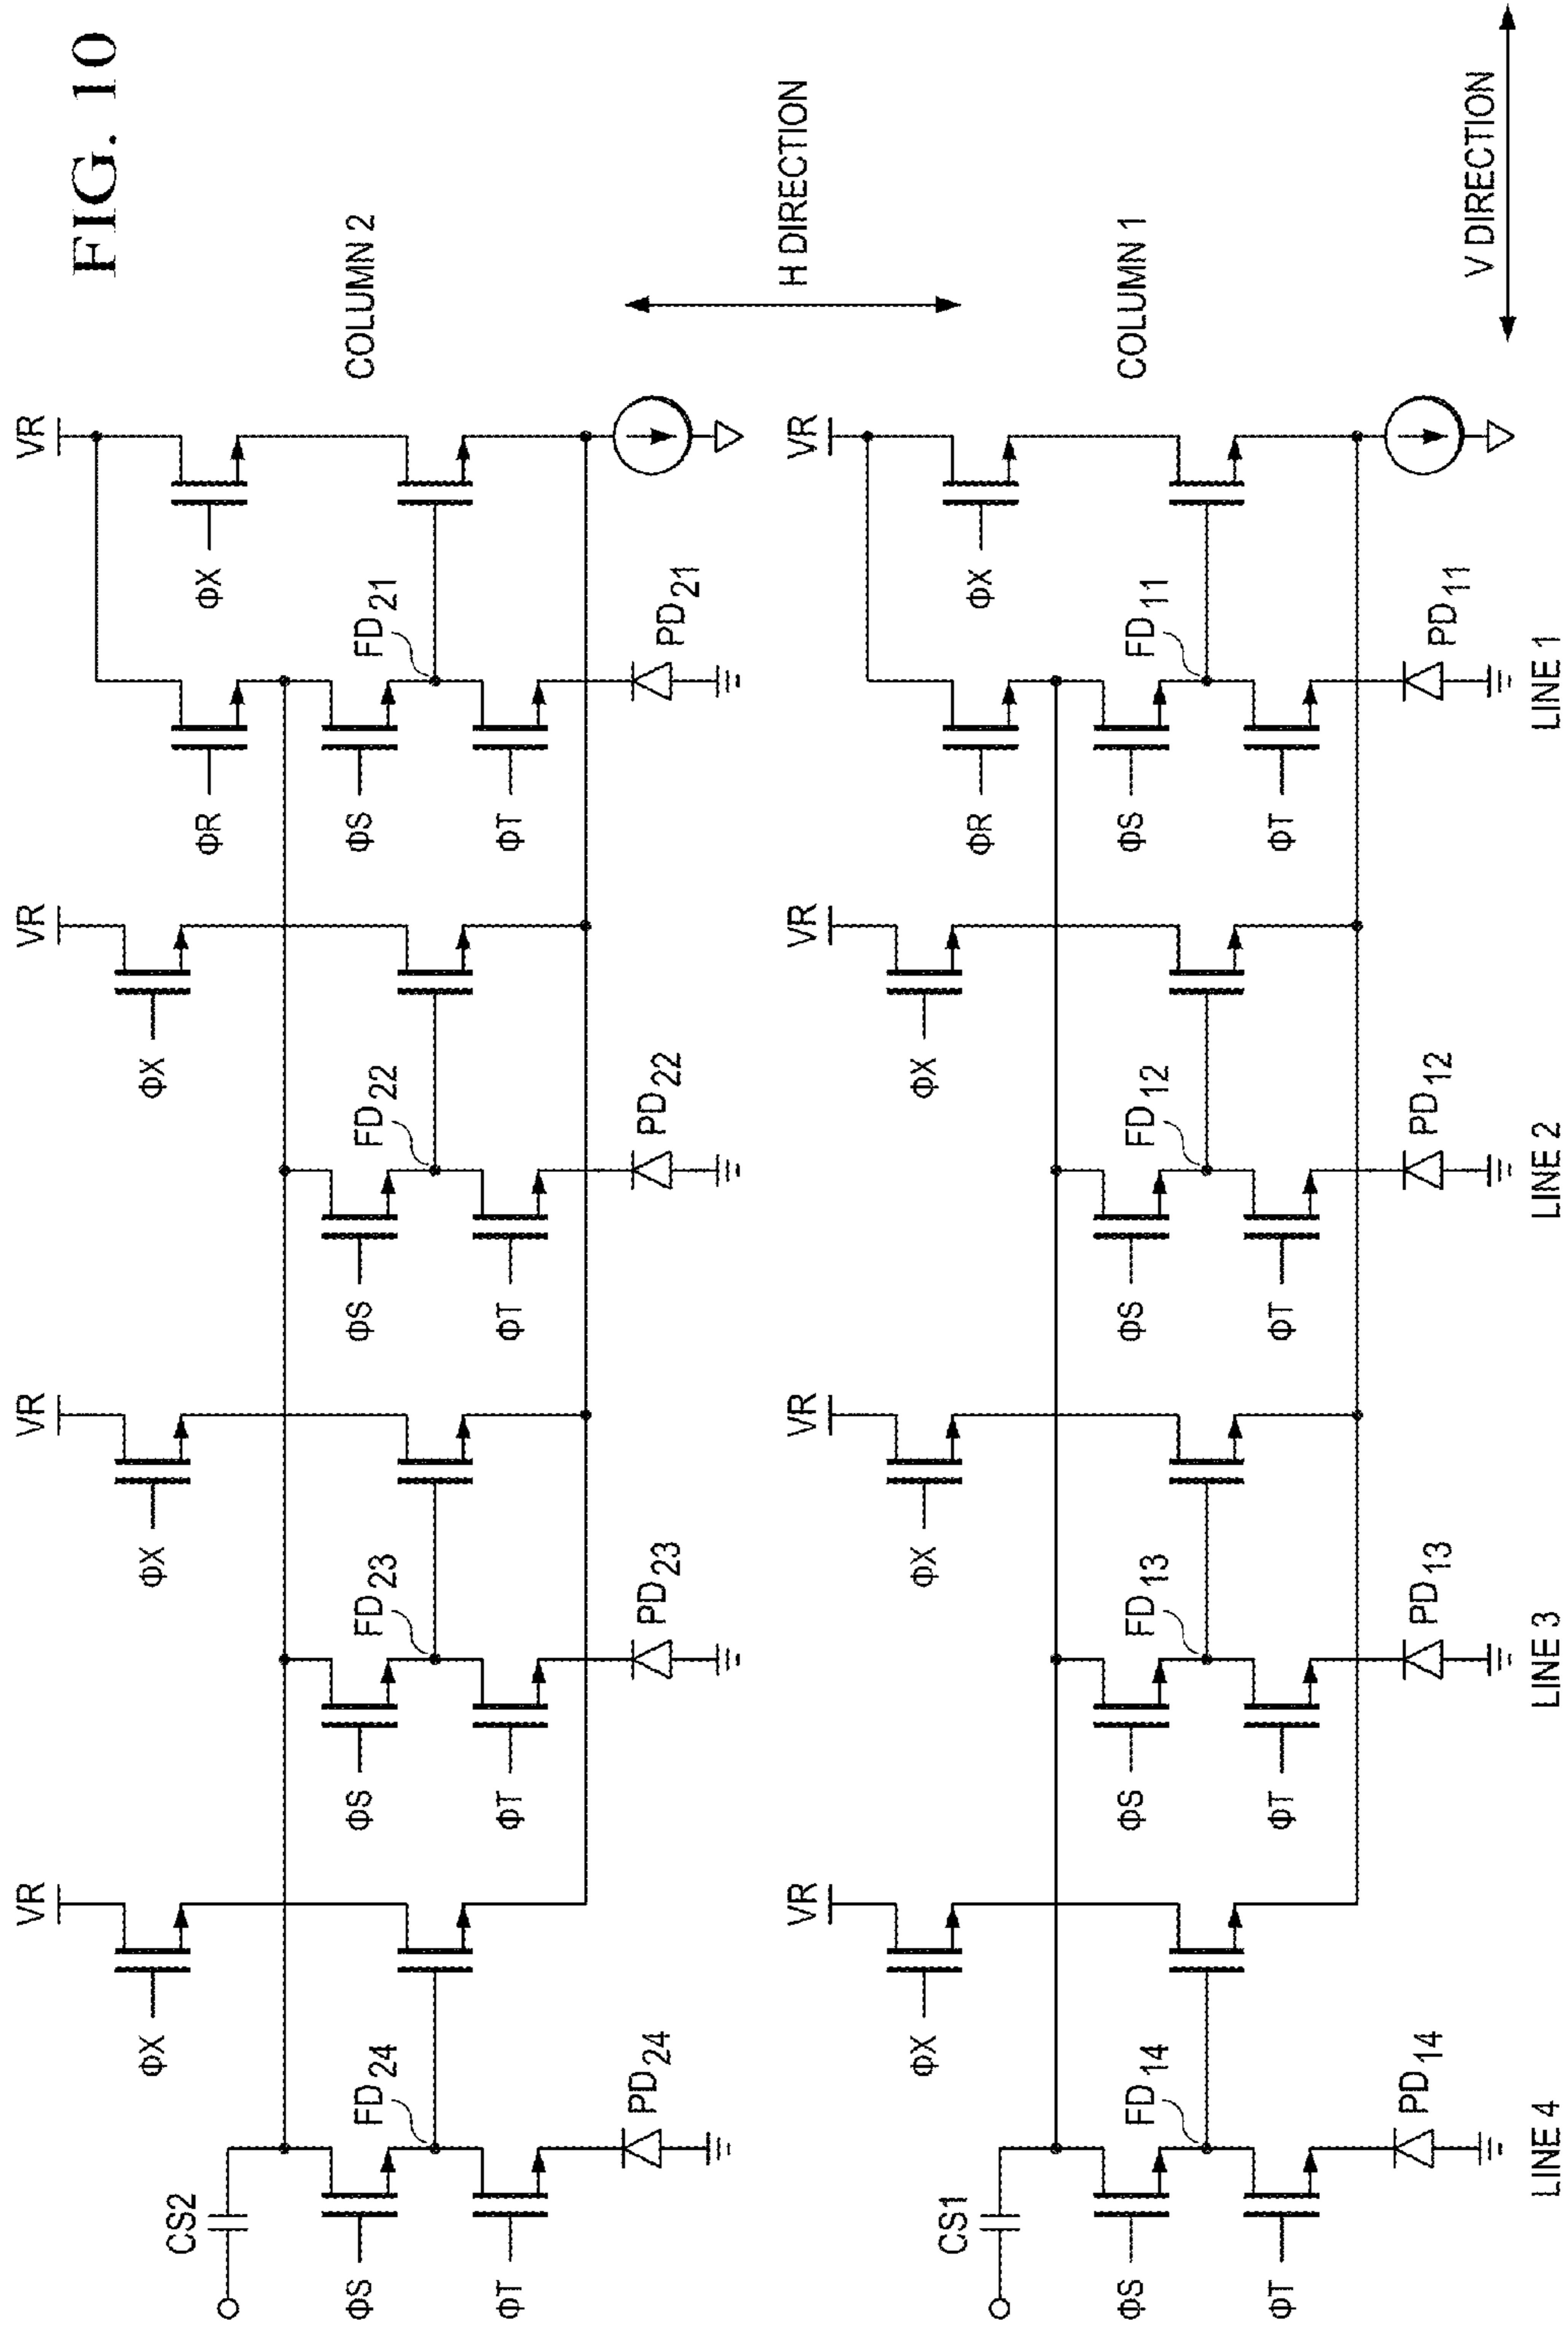 FIG. 10
COLUMN 2
VR
VR
VR
VR
ΦX
ΦR
ΦX
ΦX
ΦX
CS2
FD21
FD22
FD23
FD24
ΦS
ΦS
ΦS
ΦS
ΦT
ΦT
ΦT
ΦT
PD21
PD22
PD23
PD24
H DIRECTION
COLUMN 1
VR
VR
VR
VR
ΦX
ΦR
ΦX
ΦX
ΦX
CS1
FD11
FD12
FD13
FD14
ΦS
ΦS
ΦS
ΦS
ΦT
ΦT
ΦT
ΦT
PD11
PD12
PD13
PD14
LINE 4
LINE 3
LINE 2
LINE 1
V DIRECTION